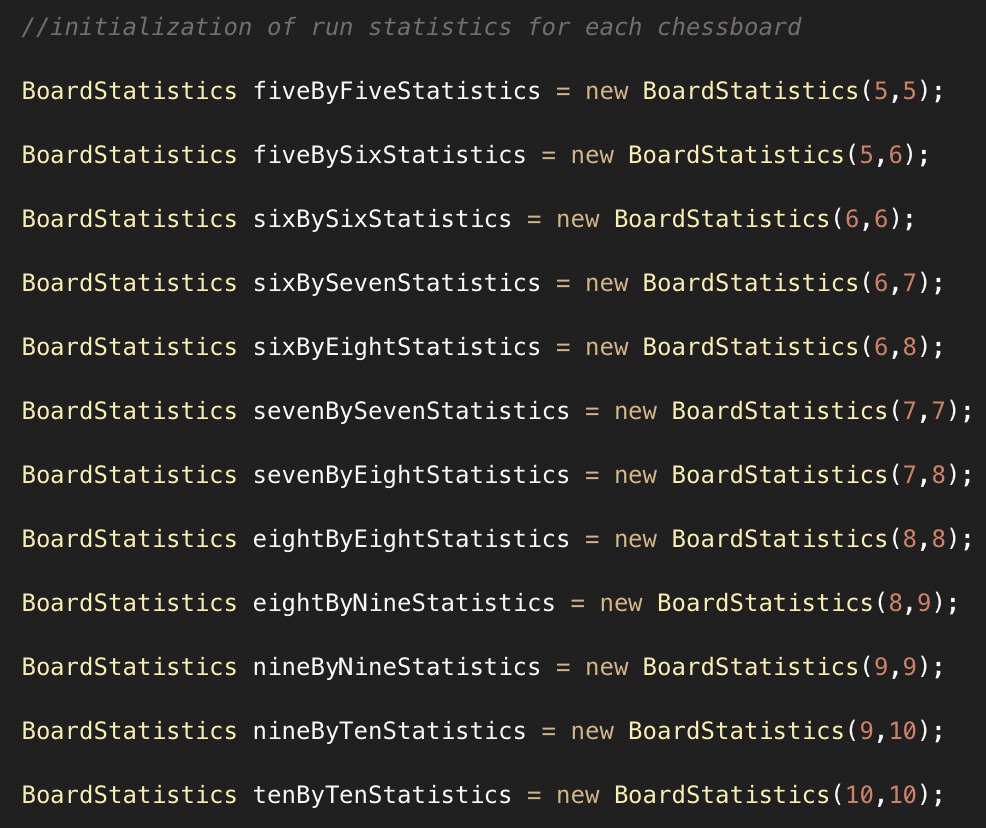 //initialization of run statistics for each chessboard
BoardStatistics fiveByFiveStatistics = new BoardStatistics(5,5);
BoardStatistics fiveBySixStatistics = new BoardStatistics(5,6);
BoardStatistics sixBySixStatistics = new BoardStatistics(6,6);
BoardStatistics sixBySevenStatistics = new BoardStatistics(6,7);
BoardStatistics sixByEightStatistics = new BoardStatistics(6,8);
BoardStatistics sevenBySevenStatistics = new BoardStatistics(7,7);
BoardStatistics sevenByEightStatistics = new BoardStatistics(7,8);
BoardStatistics eightByEightStatistics = new BoardStatistics(8,8);
BoardStatistics eightByNineStatistics = new BoardStatistics(8,9);
BoardStatistics nineByNineStatistics = new BoardStatistics(9,9);
BoardStatistics nineByTenStatistics = new BoardStatistics(9,10);
BoardStatistics tenByTenStatistics = new BoardStatistics(10,10);